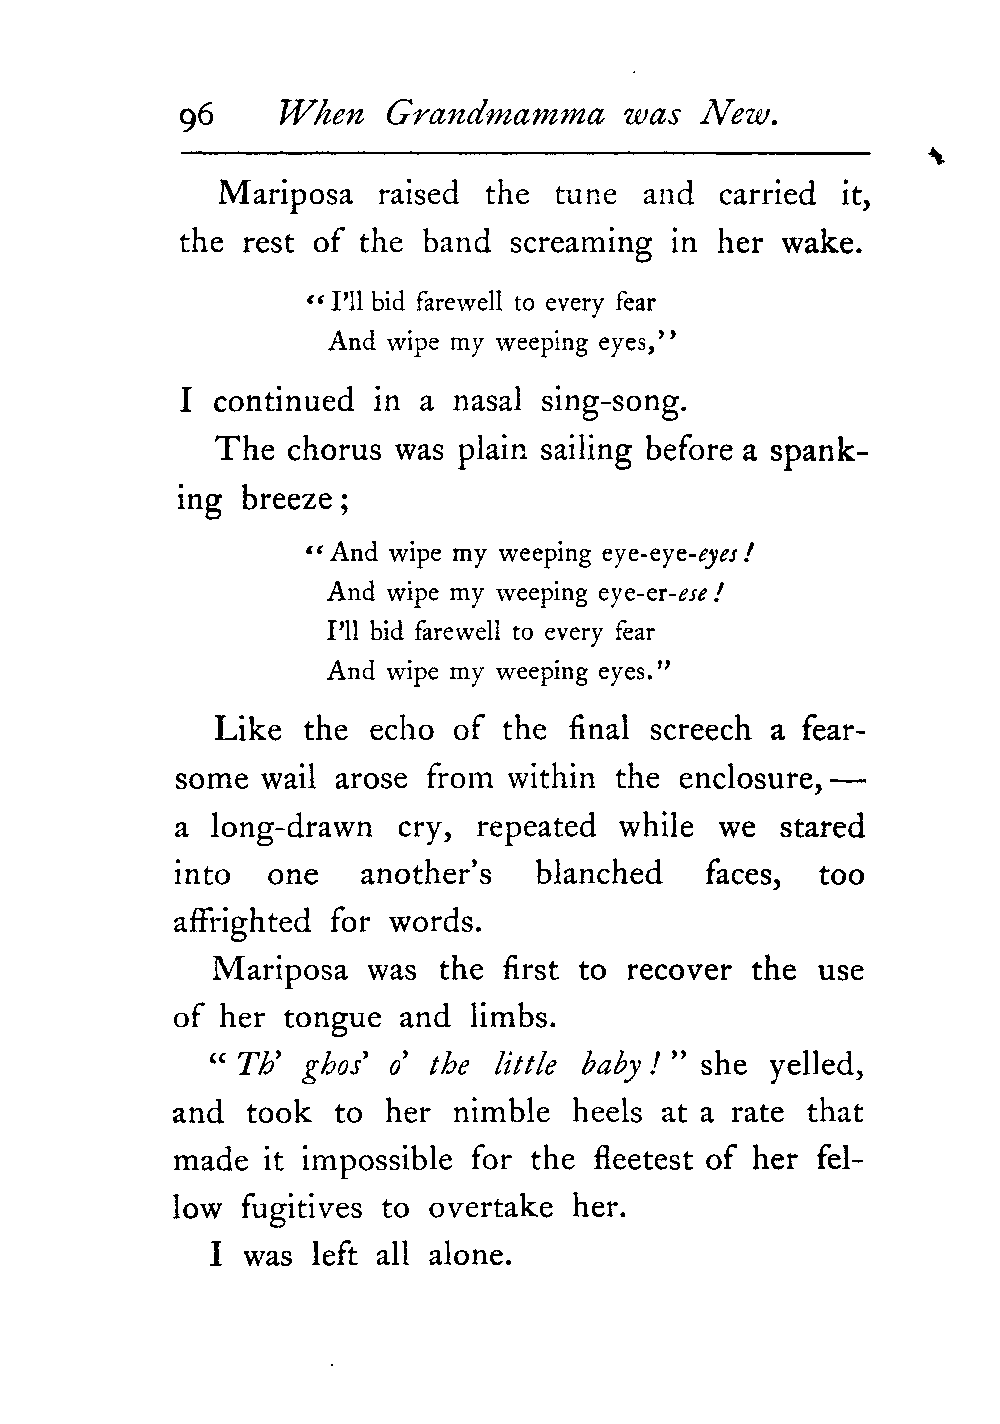 96 When Grandmamma was New.
Mariposa raised the tune and carried it,
the rest of the band screaming in her wake.
“I’ll bid farewell to every fear
And wipe my weeping eyes,”
I continued in a nasal sing-song.
The chorus was plain sailing before a spank-
ing breeze;
“And wipe my weeping eye-eye-eyes!
And wipe my weeping eye-er-ese!
I’ll bid farewell to every fear
And wipe my weeping eyes.”
Like the echo of the final screech a fear-
some wail arose from within the enclosure,—
a long-drawn cry, repeated while we stared
into one another’s blanched faces, too
affrighted for words.
Mariposa was the first to recover the use
of her tongue and limbs.
“Th’ ghos’ o’ the little baby!” she yelled,
and took to her nimble heels at a rate that
made it impossible for the fleetest of her fel-
low fugitives to overtake her.
I was left all alone.